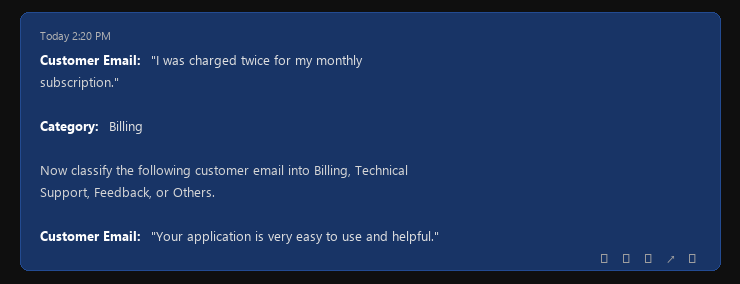 Today 2:20 PM
Customer Email: "I was charged twice for my monthly
subscription."
Category: Billing
Now classify the following customer email into Billing, Technical
Support, Feedback, or Others.
Customer Email: "Your application is very easy to use and helpful."